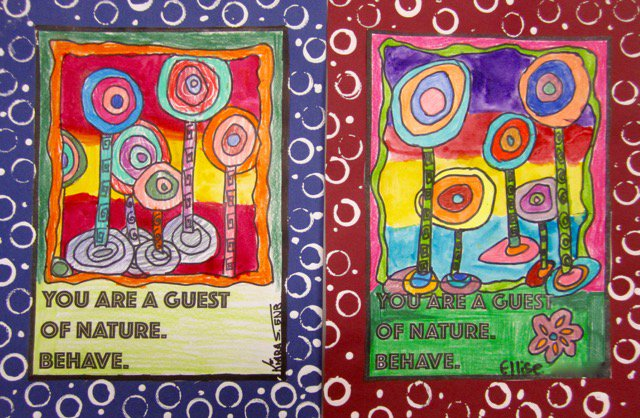 YOU ARE A GUEST
OF NATURE.
BEHAVE.
YOU ARE A GUEST
OF NATURE.
BEHAVE.
Ellise